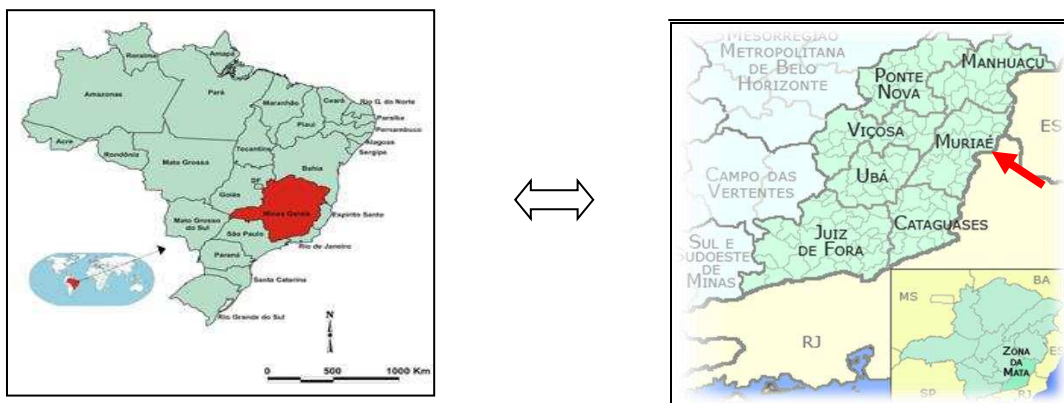 Roraima
Amapá
Amazonas
Pará
Maranhão
Ceará
Rio G. do Norte
Paraíba
Pernambuco
Piauí
Alagoas
Sergipe
Acre
Rondônia
Tocantins
Mato Grosso
Bahia
DF
Goiás
Minas Gerais
Mato Grosso
do Sul
Espirito Santo
São Paulo
Rio de Janeiro
Paraná
Santa Catarina
Rio Grande do Sul
N
0 500 1000 Km
MESORREGIÃO
METROPOLITANA
DE BELO
HORIZONTE
MANHUAÇU
PONTE
NOVA
VIÇOSA
MURIAÉ
ES
CAMPO DAS
VERTENTES
UBÁ
CATAGUASES
JUIZ
DE FORA
SUL E
SUDOESTE
DE
MINAS
RJ
BA
MS
ZONA
DA
MATA
ES
SP
RJ